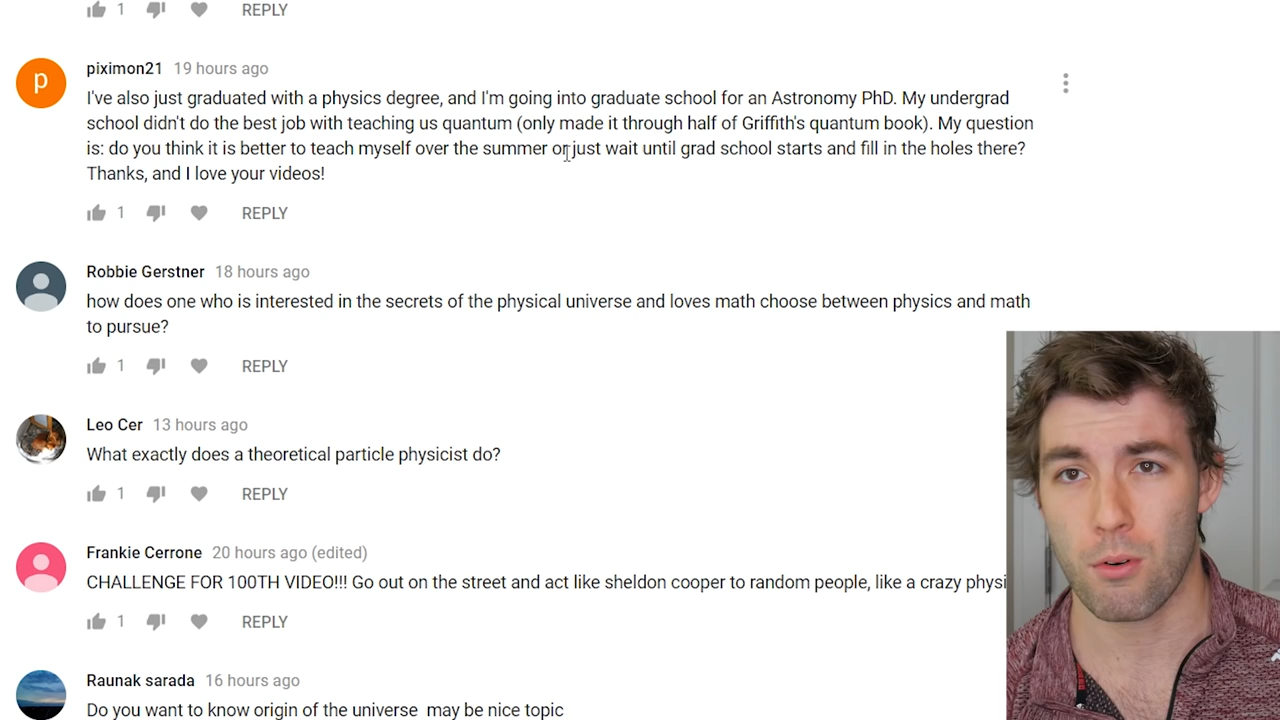 1 REPLY
p
piximon21 19 hours ago
I've also just graduated with a physics degree, and I'm going into graduate school for an Astronomy PhD. My undergrad
school didn't do the best job with teaching us quantum (only made it through half of Griffith's quantum book). My question
is: do you think it is better to teach myself over the summer or just wait until grad school starts and fill in the holes there?
Thanks, and I love your videos!
1 REPLY
Robbie Gerstner 18 hours ago
how does one who is interested in the secrets of the physical universe and loves math choose between physics and math
to pursue?
1 REPLY
Leo Cer 13 hours ago
What exactly does a theoretical particle physicist do?
1 REPLY
Frankie Cerrone 20 hours ago (edited)
CHALLENGE FOR 100TH VIDEO!!! Go out on the street and act like sheldon cooper to random people, like a crazy physi
1 REPLY
Raunak sarada 16 hours ago
Do you want to know origin of the universe may be nice topic